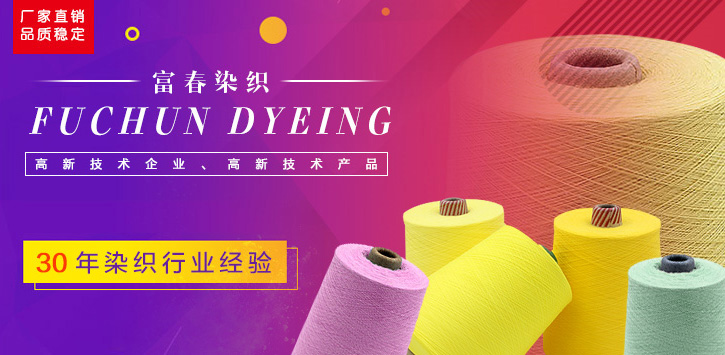 厂家直销
品质稳定
富春染织
FUCHUN DYEING
高新技术企业、高新技术产品
30年染织行业经验